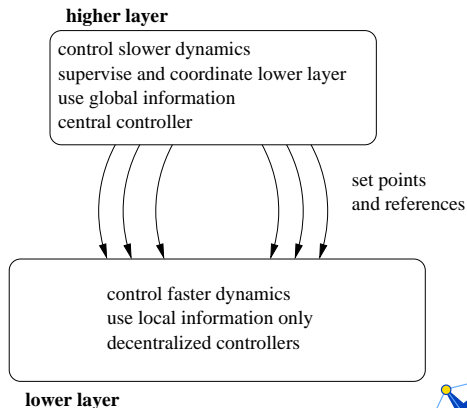 higher layer
control slower dynamics
supervise and coordinate lower layer
use global information
central controller
set points
and references
control faster dynamics
use local information only
decentralized controllers
lower layer